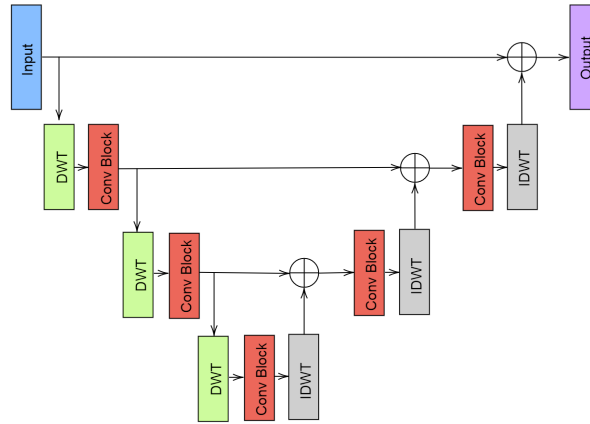 Input
Output
DWT
Conv Block
Conv Block
IDWT
DWT
Conv Block
Conv Block
IDWT
DWT
Conv Block
IDWT